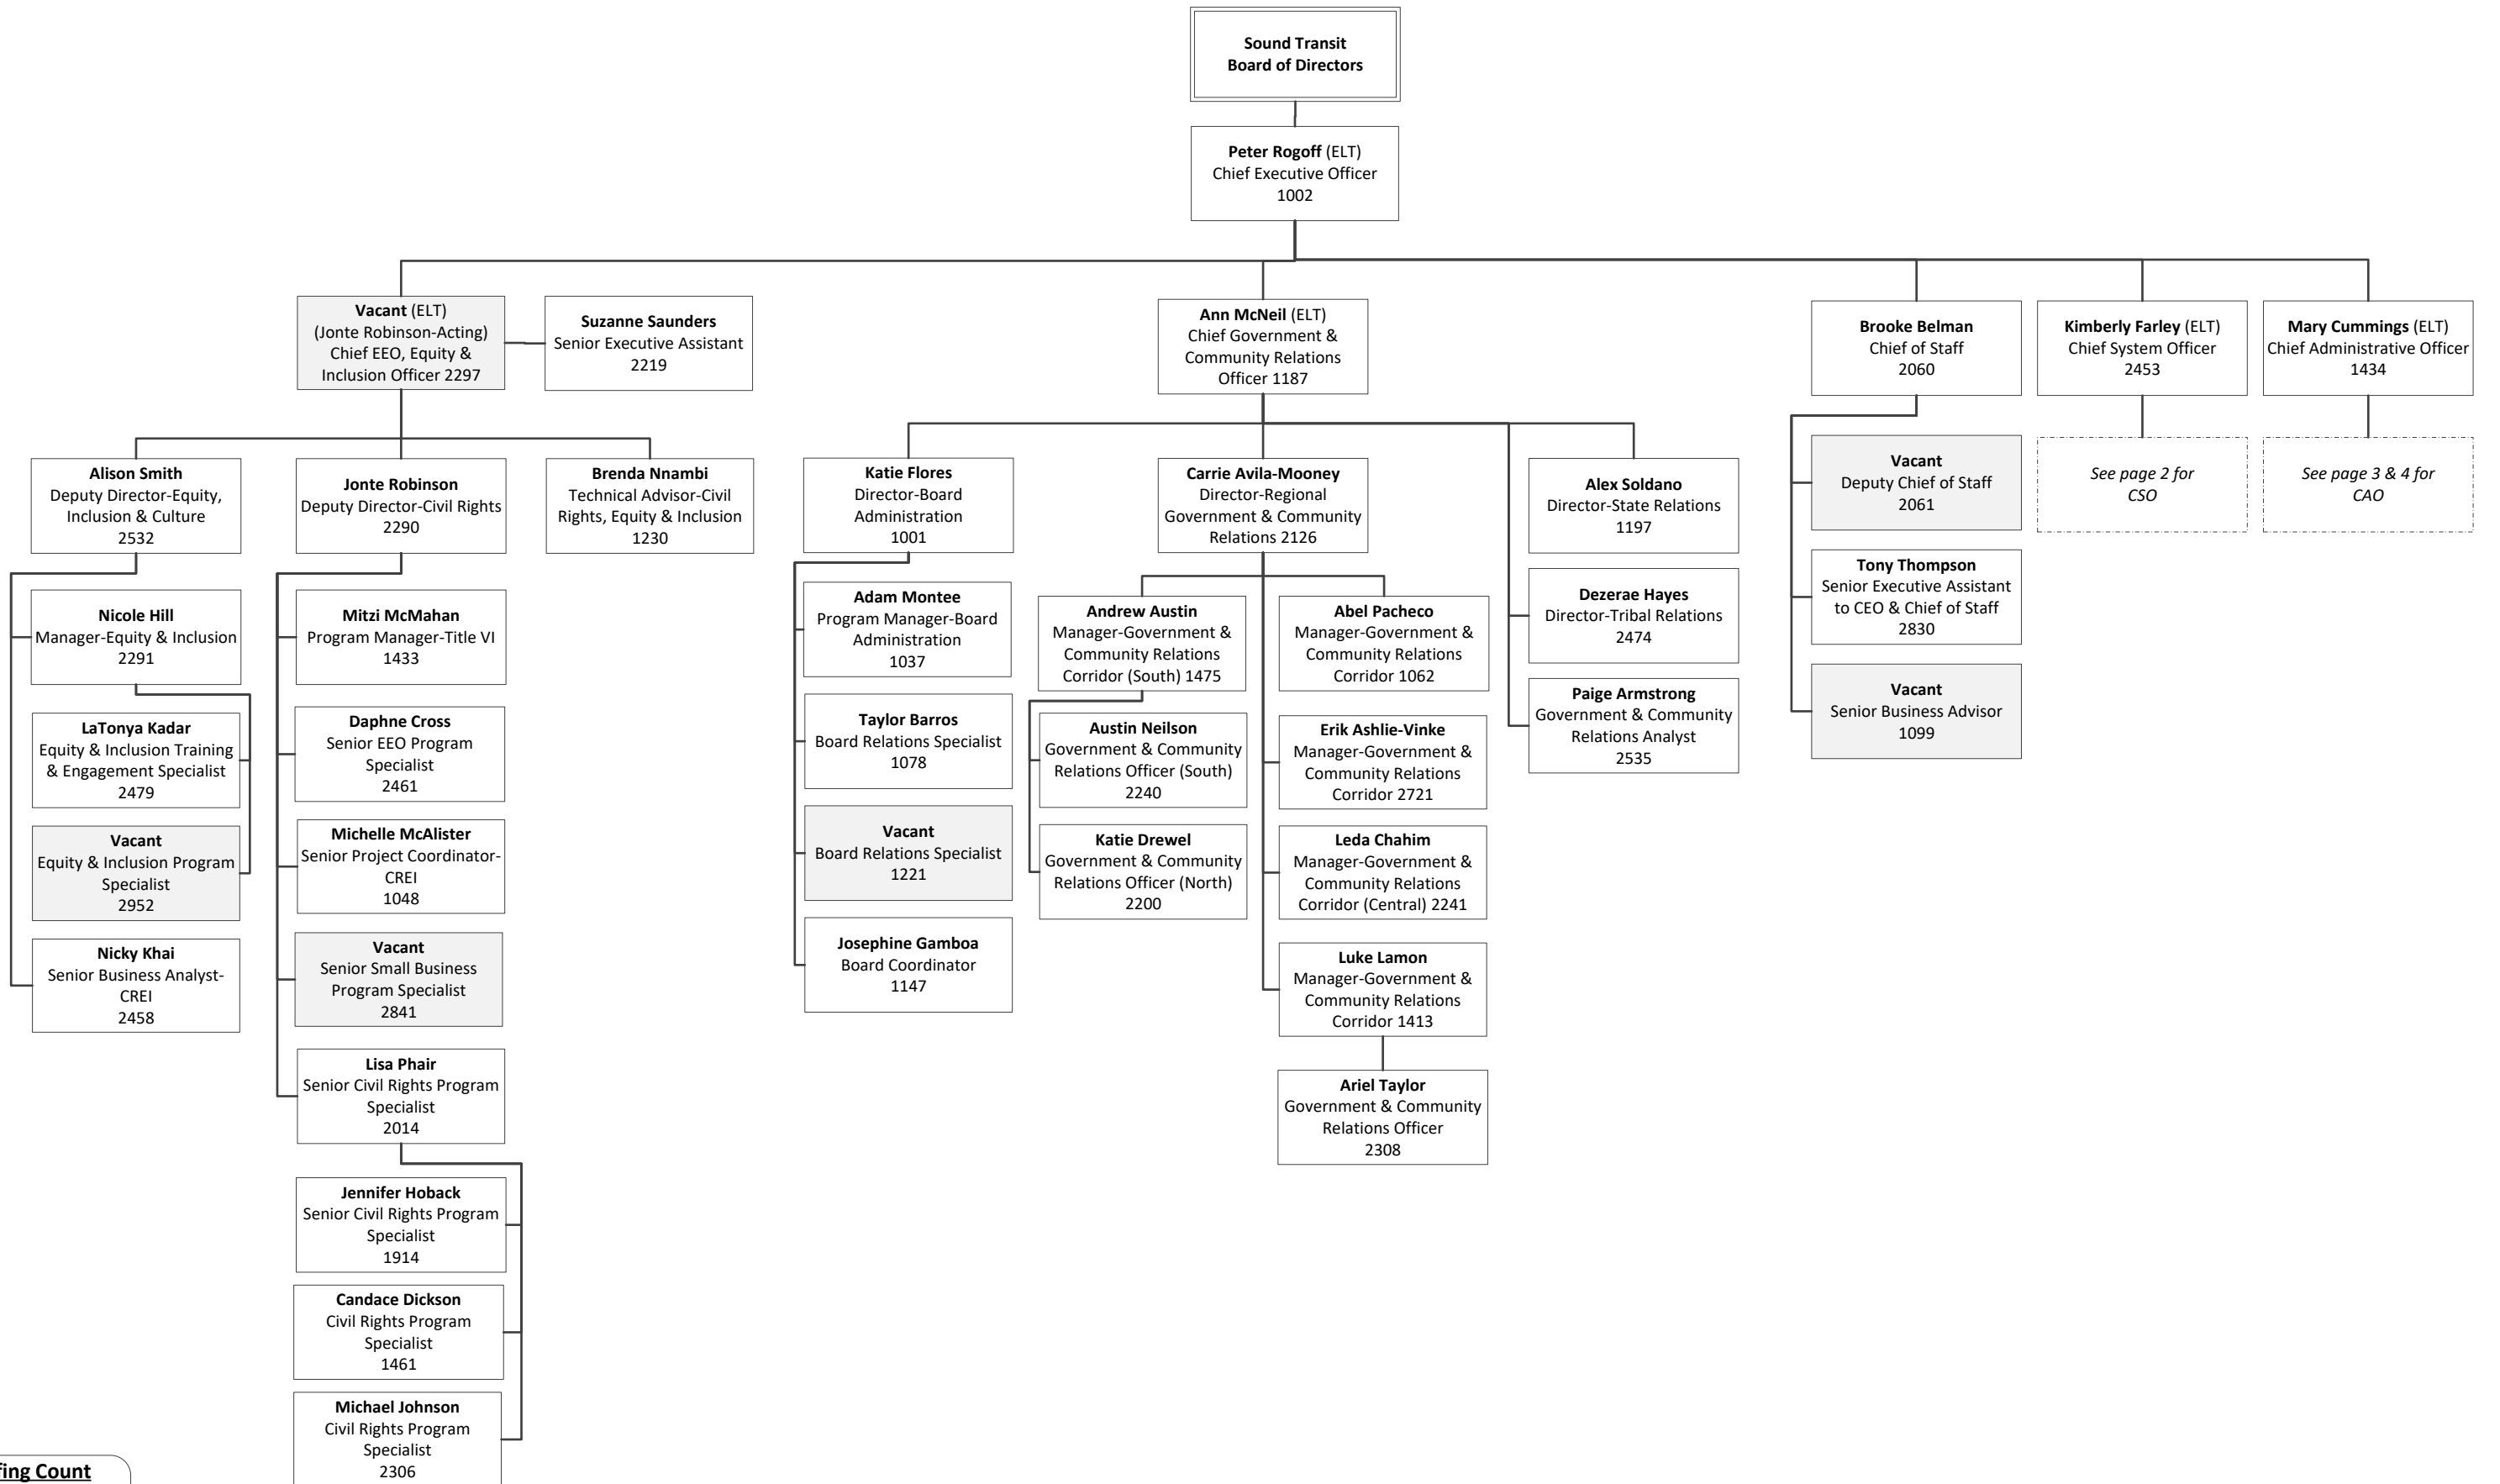 Sound Transit
Board of Directors
Peter Rogoff (ELT)
Chief Executive Officer
1002
Vacant (ELT)
(Jonte Robinson-Acting)
Chief EEO, Equity &
Inclusion Officer 2297
Suzanne Saunders
Senior Executive Assistant
2219
Ann McNeil (ELT)
Chief Government &
Community Relations
Officer 1187
Brooke Belman
Chief of Staff
2060
Kimberly Farley (ELT)
Chief System Officer
2453
Mary Cummings (ELT)
Chief Administrative Officer
1434
Alison Smith
Deputy Director-Equity,
Inclusion & Culture
2532
Jonte Robinson
Deputy Director-Civil Rights
2290
Brenda Nnambi
Technical Advisor-Civil
Rights, Equity & Inclusion
1230
Katie Flores
Director-Board
Administration
1001
Carrie Avila-Mooney
Director-Regional
Government & Community
Relations 2126
Alex Soldano
Director-State Relations
1197
Vacant
Deputy Chief of Staff
2061
See page 2 for
CSO
See page 3 & 4 for
CAO
Nicole Hill
Manager-Equity & Inclusion
2291
LaTonya Kadar
Equity & Inclusion Training
& Engagement Specialist
2479
Vacant
Equity & Inclusion Program
Specialist
2952
Nicky Khai
Senior Business Analyst-
CREI
2458
Mitzi McMahan
Program Manager-Title VI
1433
Daphne Cross
Senior EEO Program
Specialist
2461
Michelle McAlister
Senior Project Coordinator-
CREI
1048
Vacant
Senior Small Business
Program Specialist
2841
Lisa Phair
Senior Civil Rights Program
Specialist
2014
Jennifer Hoback
Senior Civil Rights Program
Specialist
1914
Candace Dickson
Civil Rights Program
Specialist
1461
Michael Johnson
Civil Rights Program
Specialist
2306
Adam Montee
Program Manager-Board
Administration
1037
Taylor Barros
Board Relations Specialist
1078
Vacant
Board Relations Specialist
1221
Josephine Gamboa
Board Coordinator
1147
Andrew Austin
Manager-Government &
Community Relations
Corridor (South) 1475
Austin Neilson
Government & Community
Relations Officer (South)
2240
Katie Drewel
Government & Community
Relations Officer (North)
2200
Abel Pacheco
Manager-Government &
Community Relations
Corridor 1062
Erik Ashlie-Vinke
Manager-Government &
Community Relations
Corridor 2721
Leda Chahim
Manager-Government &
Community Relations
Corridor (Central) 2241
Luke Lamon
Manager-Government &
Community Relations
Corridor 1413
Ariel Taylor
Government & Community
Relations Officer
2308
Dezerae Hayes
Director-Tribal Relations
2474
Paige Armstrong
Government & Community
Relations Analyst
2535
Tony Thompson
Senior Executive Assistant
to CEO & Chief of Staff
2830
Vacant
Senior Business Advisor
1099
Count